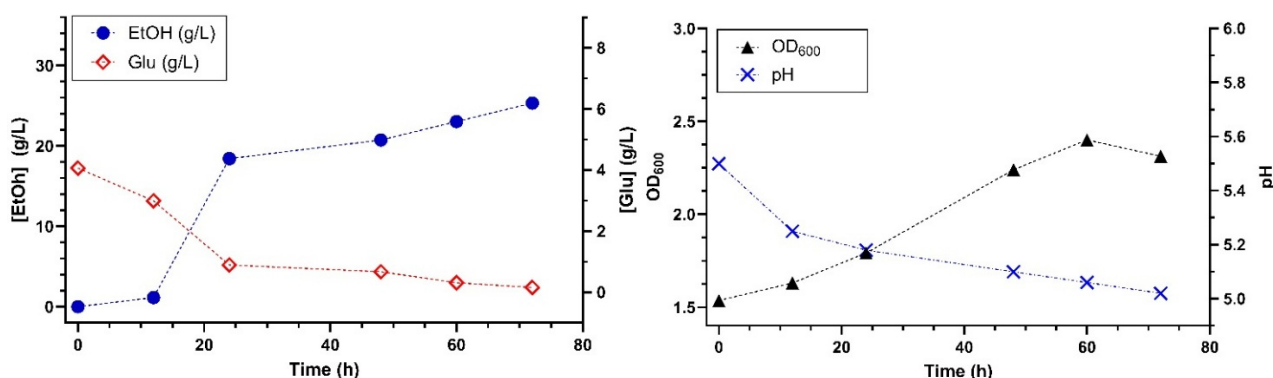 EtOH (g/L)
Glu (g/L)
[EtOh] (g/L)
30
20
10
0
8
6
4
2
0
[Glu] (g/L)
0
20
40
60
80
Time (h)
OD600
pH
OD600
3.0
2.5
2.0
1.5
6.0
5.8
5.6
5.4
5.2
5.0
pH
0
20
40
60
80
Time (h)